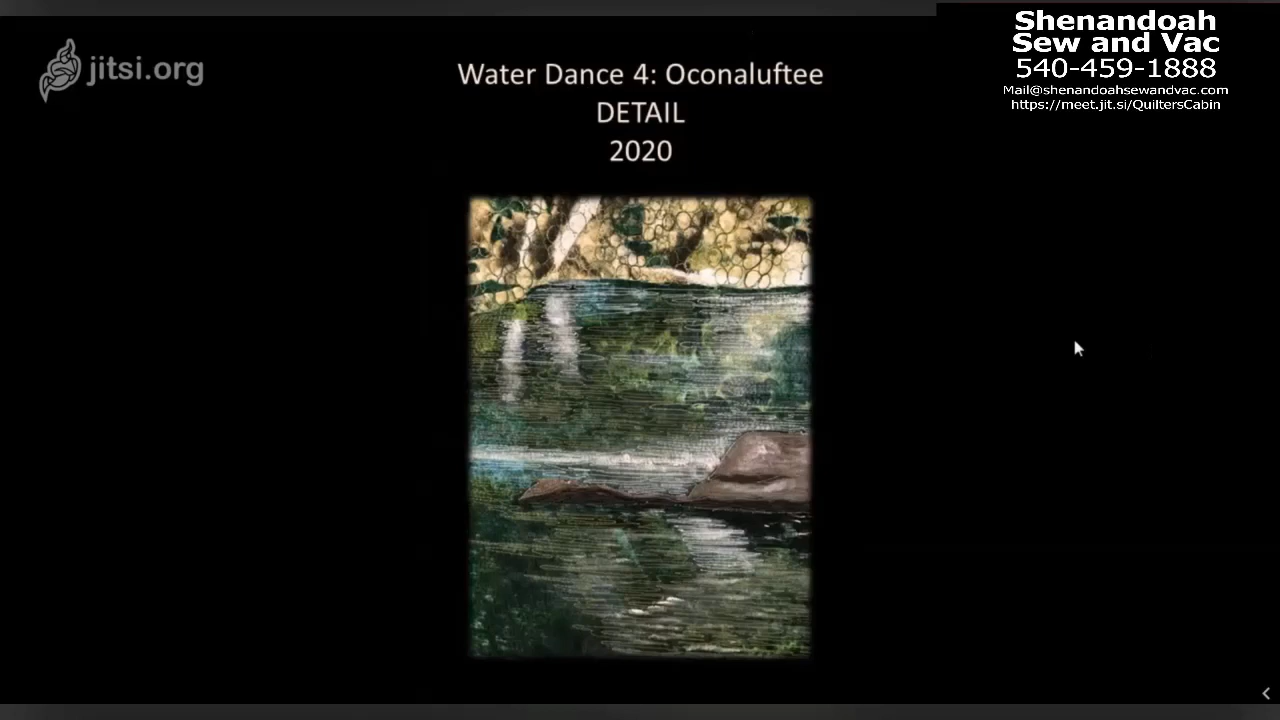 jitsi.org
Shenandoah
Sew and Vac
540-459-1888
Mail@shenandoahsewandvac.com
https://meet.jit.si/QuiltersCabin
Water Dance 4: Oconaluftee
DETAIL
2020